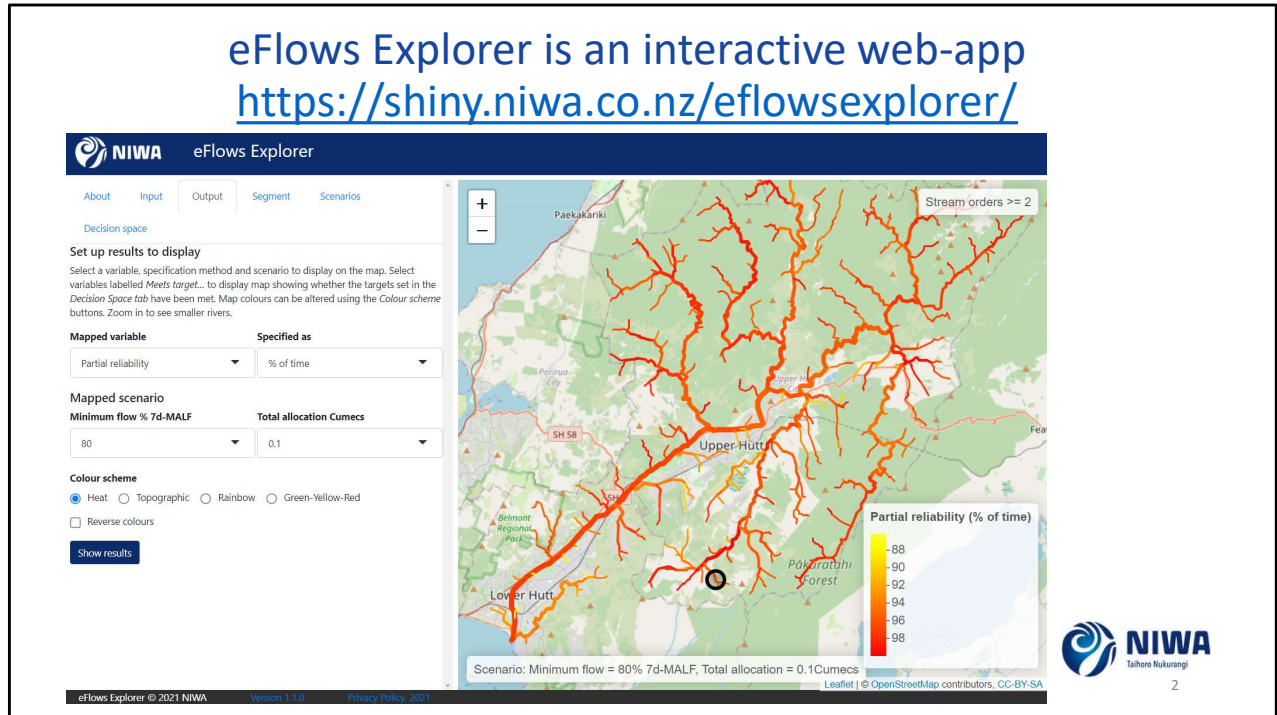 eFlows Explorer is an interactive web-app
https://shiny.niwa.co.nz/eflowsexplorer/
NIWA eFlows Explorer
About Input Output Segment Scenarios
Decision space
Set up results to display
Select a variable, specification method and scenario to display on the map. Select
variables labelled Meets target... to display map showing whether the targets set in the
Decision Space tab have been met. Map colours can be altered using the Colour scheme
buttons. Zoom in to see smaller rivers.
Mapped variable Specified as
Partial reliability % of time
Mapped scenario
Minimum flow % 7d-MALF Total allocation Cumecs
80 0.1
Colour scheme
Heat Topographic Rainbow Green-Yellow-Red
Reverse colours
Show results
+
−
Stream orders >= 2
Paekakariki
Porirua
City
SH 58
Upper Hutt
Belmont
Regional
Park
Lower Hutt
Pākuratahi
Forest
Partial reliability (% of time)
88
90
92
94
96
98
Scenario: Minimum flow = 80% 7d-MALF, Total allocation = 0.1Cumecs
Leaflet | © OpenStreetMap contributors, CC-BY-SA
eFlows Explorer © 2021 NIWA Version 1.1.0 Privacy Policy, 2021
NIWA
Taihoro Nukurangi
2